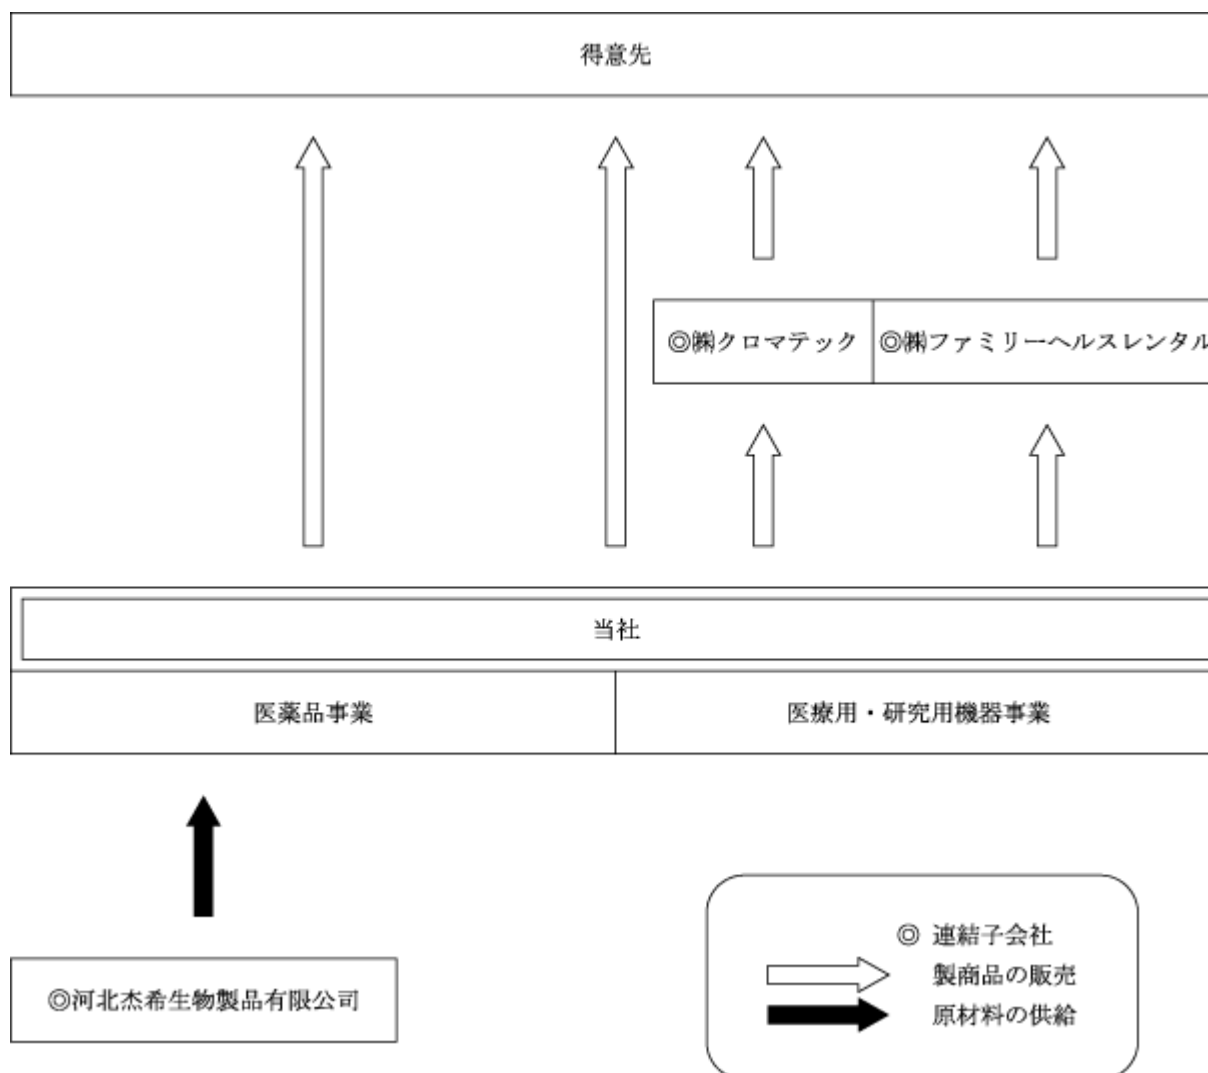 得意先
◎㈱クロマテック
◎㈱ファミリーヘルスレンタル
当社
医薬品事業
医療用・研究用機器事業
◎河北杰希生物製品有限公司
◎ 連結子会社
製商品の販売
原材料の供給